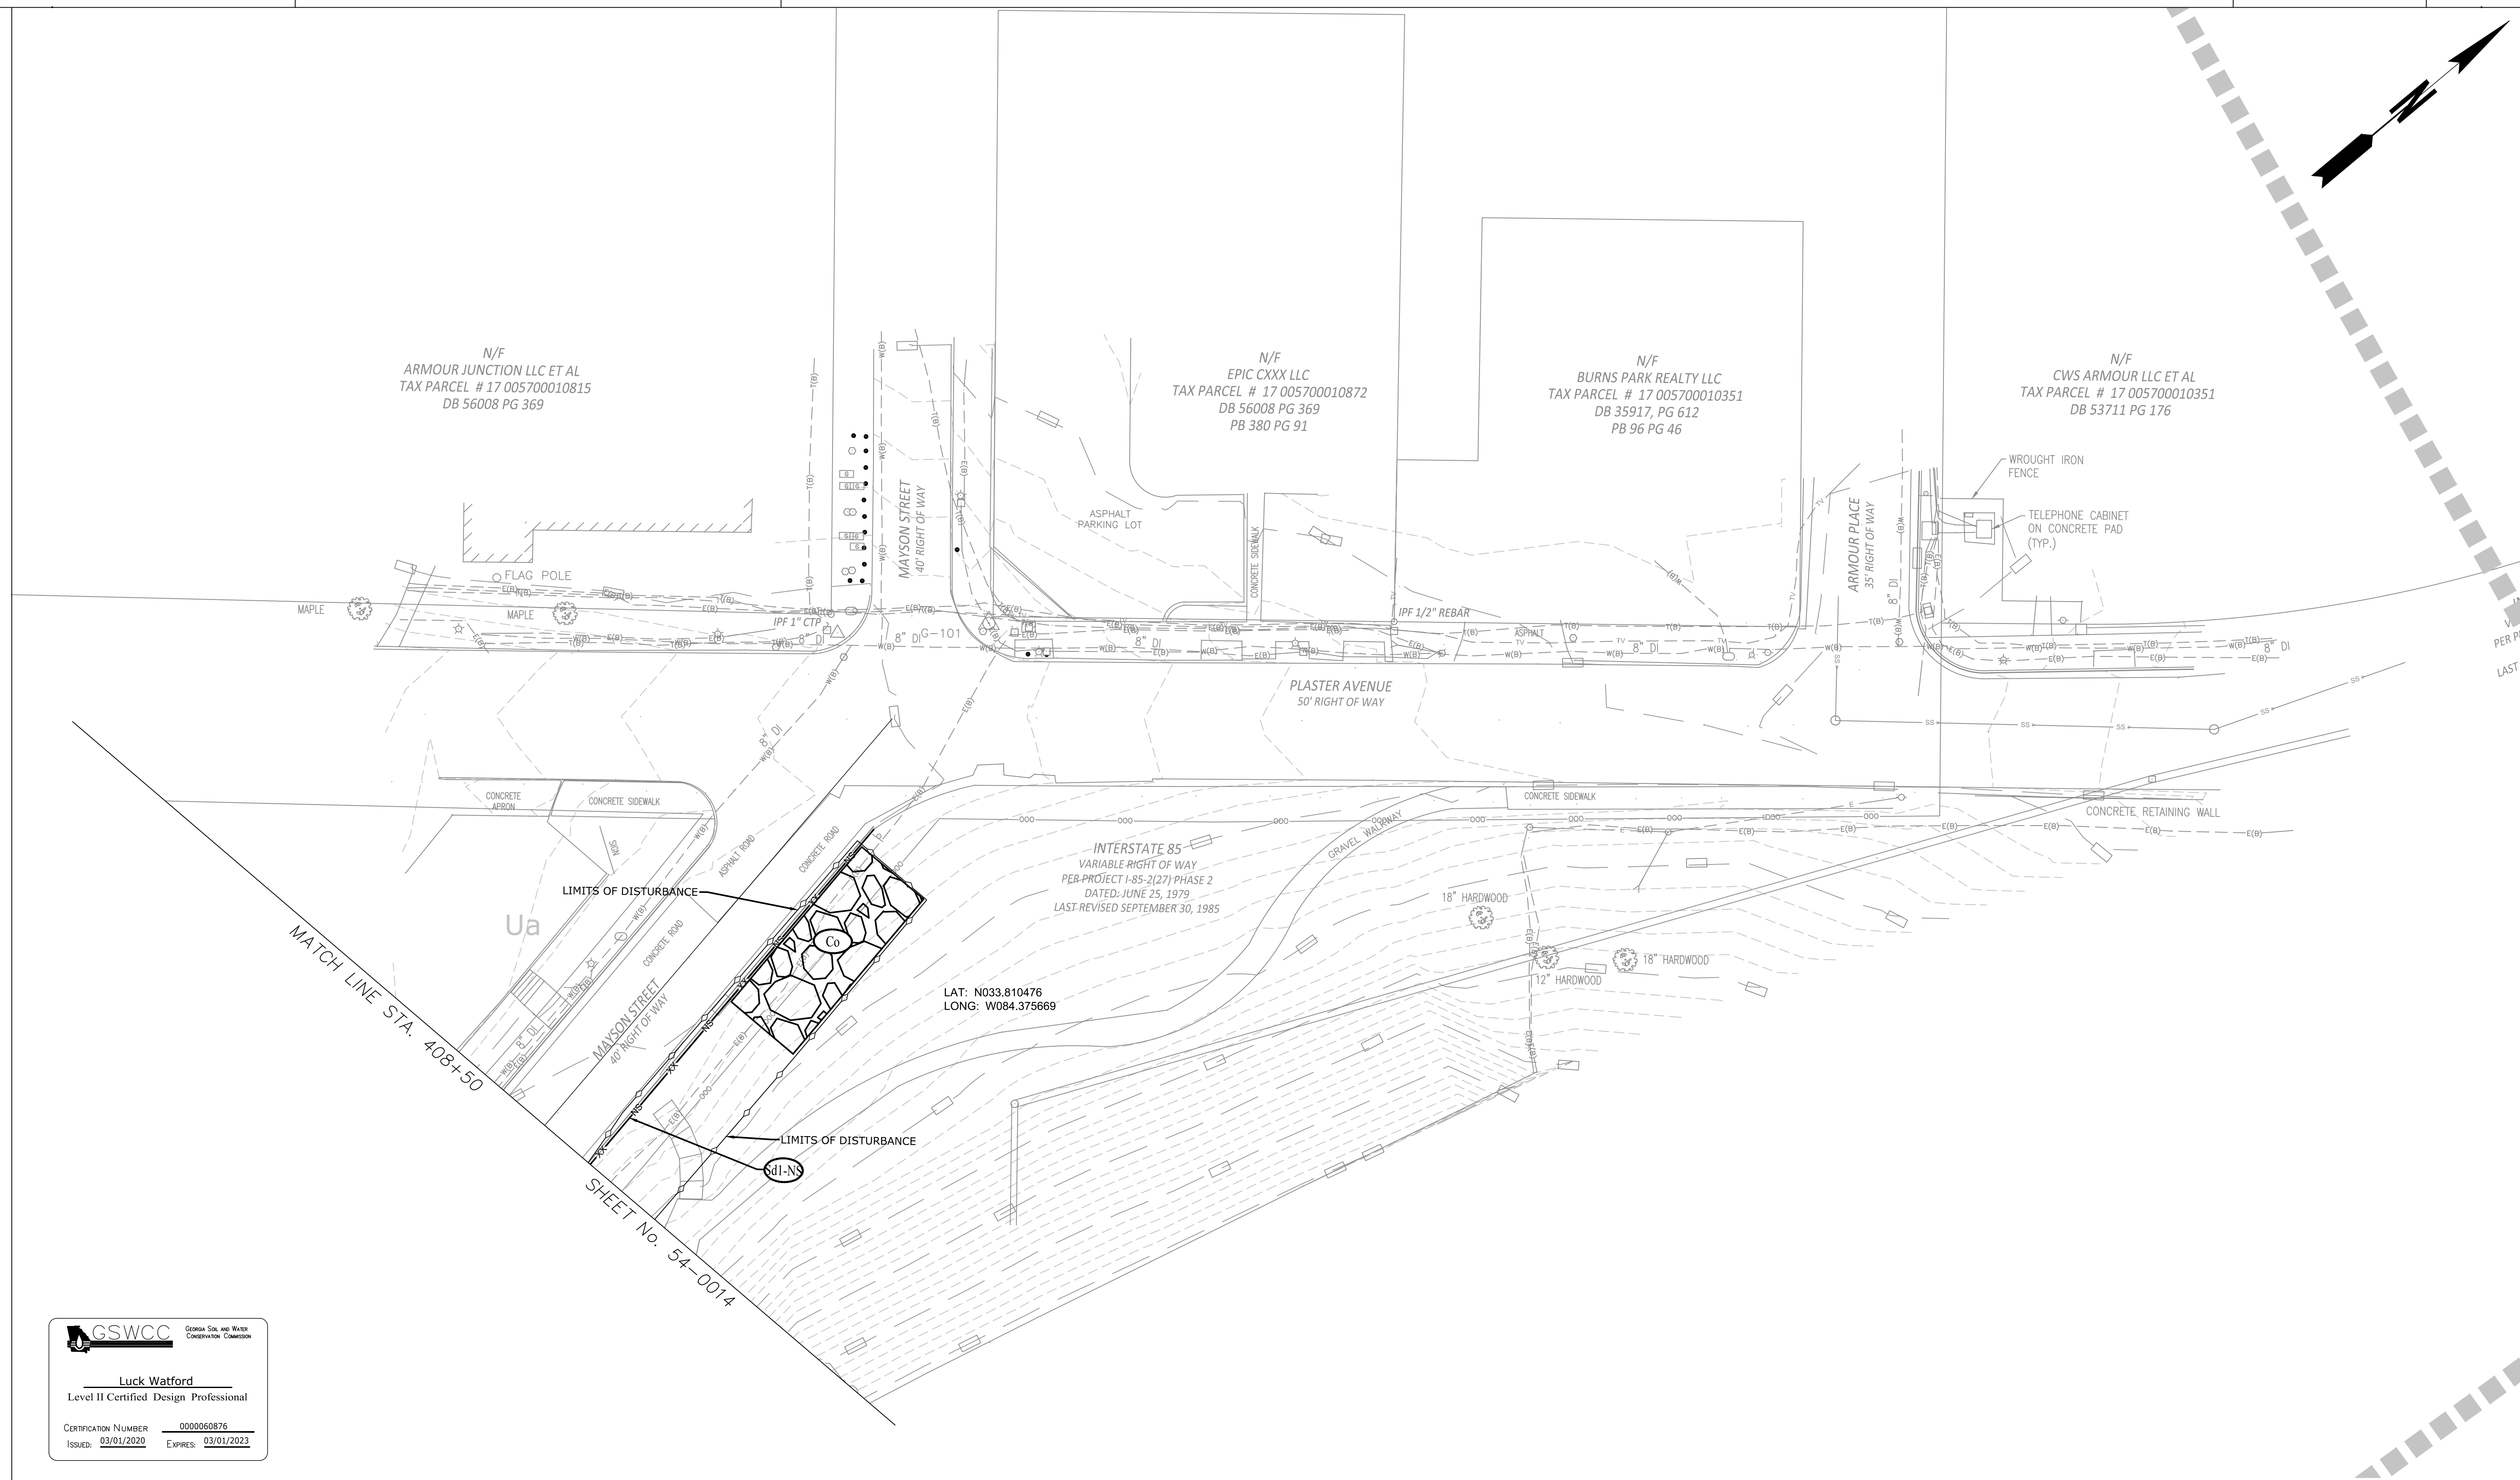 N
N/F
ARMOUR JUNCTION LLC ET AL
TAX PARCEL # 17 005700010815
DB 56008 PG 369
N/F
EPIC CXXX LLC
TAX PARCEL # 17 005700010872
DB 56008 PG 369
PB 380 PG 91
N/F
BURNS PARK REALTY LLC
TAX PARCEL # 17 005700010351
DB 35917, PG 612
PB 96 PG 46
N/F
CWS ARMOUR LLC ET AL
TAX PARCEL # 17 005700010351
DB 53711 PG 176
WROUGHT IRON
FENCE
TELEPHONE CABINET
ON CONCRETE PAD
(TYP.)
MAYSON STREET
40' RIGHT OF WAY
ASPHALT
PARKING LOT
CONCRETE SIDEWALK
ARMOUR PLACE
35' RIGHT OF WAY
8" DI
FLAG POLE
MAPLE
MAPLE
IPF 1" CTP
8" DI
8" DI
G-101
8" DI
IPF 1/2" REBAR
ASPHALT
8" DI
8" DI
PER P
LAST
PLASTER AVENUE
50' RIGHT OF WAY
8" DI
CONCRETE
APRON
CONCRETE SIDEWALK
SIGN
ASPHALT ROAD
CONCRETE ROAD
CONCRETE SIDEWALK
CONCRETE RETAINING WALL
GRAVEL WALKWAY
INTERSTATE 85
VARIABLE RIGHT OF WAY
PER PROJECT I-85-2(27) PHASE 2
DATED: JUNE 25, 1979
LAST REVISED SEPTEMBER 30, 1985
LIMITS OF DISTURBANCE
Ua
CONCRETE ROAD
Co
18" HARDWOOD
12" HARDWOOD
18" HARDWOOD
LAT: N033.810476
LONG: W084.375669
MAYSON STREET
40' RIGHT OF WAY
8" DI
MATCH LINE STA. 408+50
LIMITS OF DISTURBANCE
Sd1-NS
SHEET No. 54-0014
GSWCC
GEORGIA SOIL AND WATER
CONSERVATION COMMISSION
Luck Watford
Level II Certified Design Professional
CERTIFICATION NUMBER 0000060876
ISSUED: 03/01/2020 EXPIRES: 03/01/2023